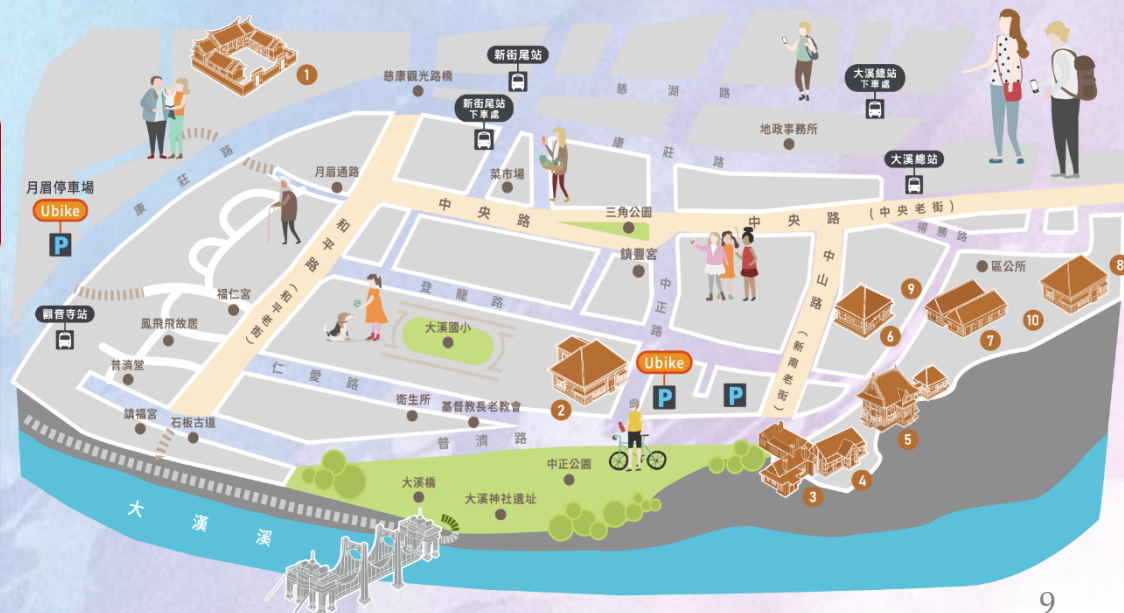 1
新街尾站
慈康觀光路橋
新街尾站
下車處
慈湖路
大溪總站
下車處
地政事務所
康莊路
大溪總站
月眉停車場
Ubike
P
康莊路
月眉通路
菜市場
中央路
三角公園
中央路(中央老街)
得勝路
和平路(和平老街)
鎮豐宮
中正路
中山路(新南老街)
區公所
8
9
10
6
7
觀音寺站
福仁宮
鳳飛飛故居
登龍路
大溪國小
普濟堂
仁愛路
2
Ubike
P
P
鎮福宮
石板古道
衛生所
基督教長老教會
普濟路
5
中正公園
4
3
大溪橋
大溪神社遺址
大漢溪
9